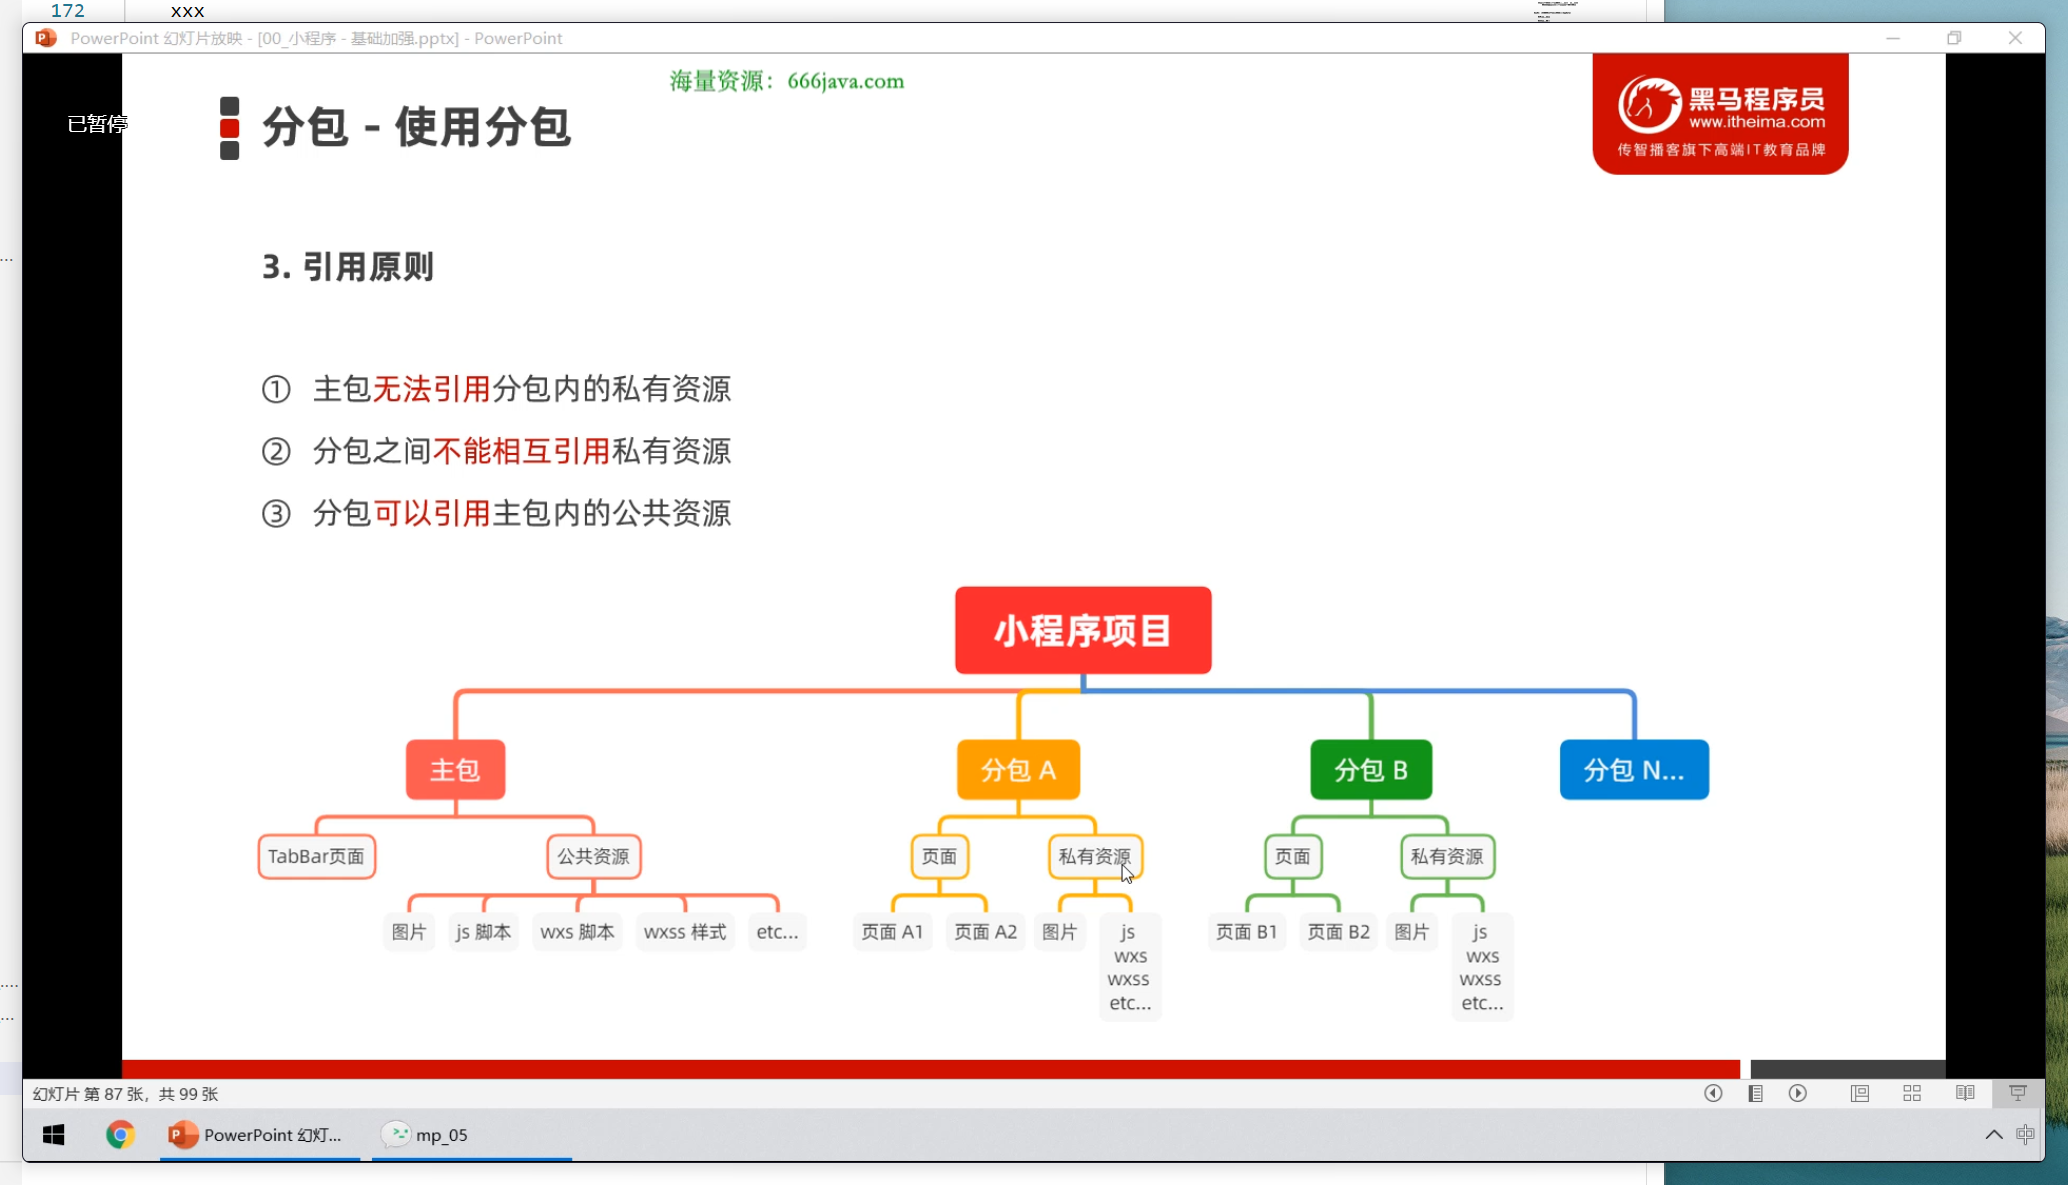 172 xxx
PowerPoint 幻灯片放映 - [00_小程序 - 基础加强.pptx] - PowerPoint
海量资源：666java.com
已暂停
分包 - 使用分包
黑马程序员
www.itheima.com
传智播客旗下高端IT教育品牌
3. 引用原则
① 主包无法引用分包内的私有资源
② 分包之间不能相互引用私有资源
③ 分包可以引用主包内的公共资源
小程序项目
主包 分包 A 分包 B 分包 N...
TabBar页面 公共资源 页面 私有资源 页面 私有资源
图片 js 脚本 wxs 脚本 wxss 样式 etc... 页面 A1 页面 A2 图片 js 页面 B1 页面 B2 图片 js
wxs wxs
wxss wxss
etc... etc...
幻灯片 第 87 张，共 99 张
PowerPoint 幻灯... mp_05 中